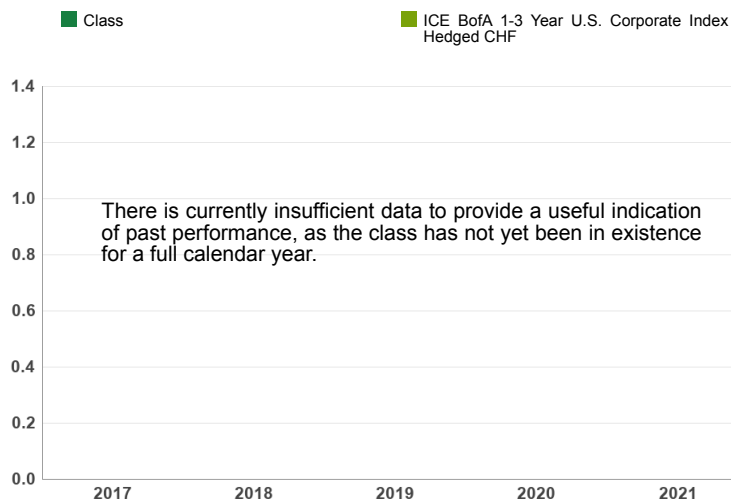 Class
ICE BofA 1-3 Year U.S. Corporate Index
Hedged CHF
1.4
1.2
1.0
There is currently insufficient data to provide a useful indication
of past performance, as the class has not yet been in existence
for a full calendar year.
0.8
0.6
0.4
0.2
0.0
2017 2018 2019 2020 2021